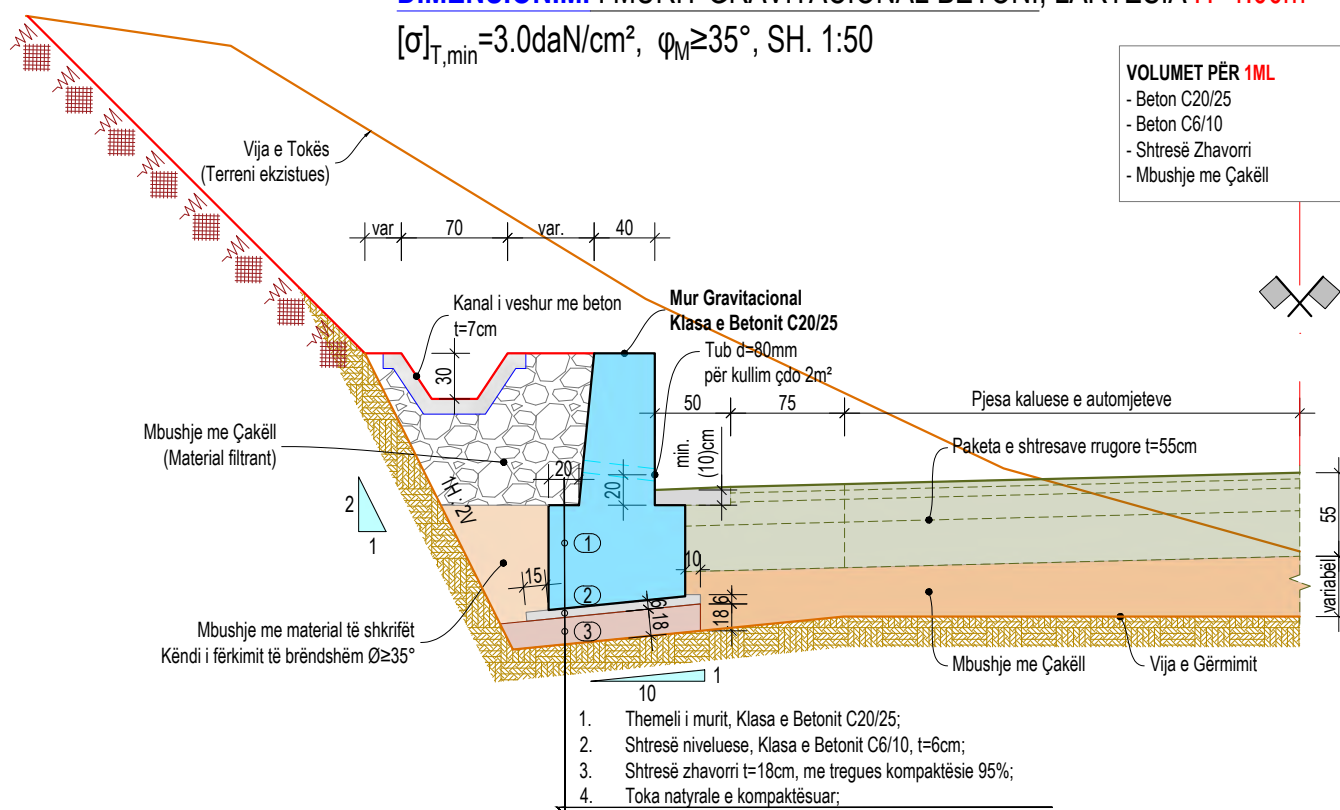 [σ]T,min=3.0daN/cm², φM≥35°, SH. 1:50
VOLUMET PËR 1ML
- Beton C20/25
- Beton C6/10
- Shtresë Zhavorri
- Mbushje me Çakëll
Vija e Tokës
(Terreni ekzistues)
var
70
var.
40
Kanal i veshur me beton
t=7cm
30
Mur Gravitacional
Klasa e Betonit C20/25
Tub d=80mm
për kullim çdo 2m²
50
75
Pjesa kaluese e automjeteve
min.
(10)cm
Mbushje me Çakëll
(Material filtrant)
Paketa e shtresave rrugore t=55cm
20
20
1H : 2V
2
1
55
variabël
1
15
10
2
6
18
6
18
3
Mbushje me material të shkrifët
Këndi i fërkimit të brëndshëm Ø≥35°
Mbushje me Çakëll
Vija e Gërmimit
1
10
1. Themeli i murit, Klasa e Betonit C20/25;
2. Shtresë niveluese, Klasa e Betonit C6/10, t=6cm;
3. Shtresë zhavorri t=18cm, me tregues kompaktësie 95%;
4. Toka natyrale e kompaktësuar;